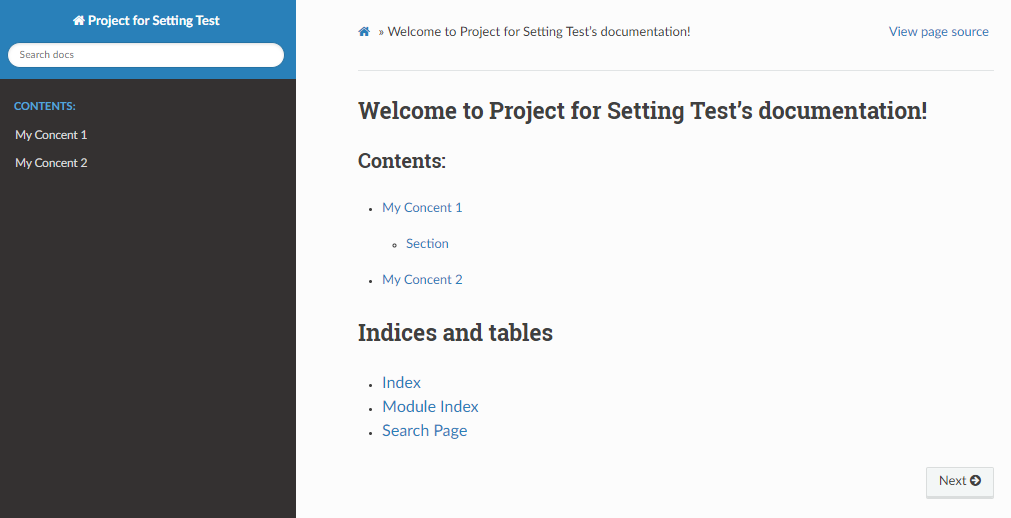 Project for Setting Test
Search docs
CONTENTS:
My Concent 1
My Concent 2
» Welcome to Project for Setting Test's documentation!
View page source
Welcome to Project for Setting Test's documentation!
Contents:
My Concent 1
Section
My Concent 2
Indices and tables
Index
Module Index
Search Page
Next